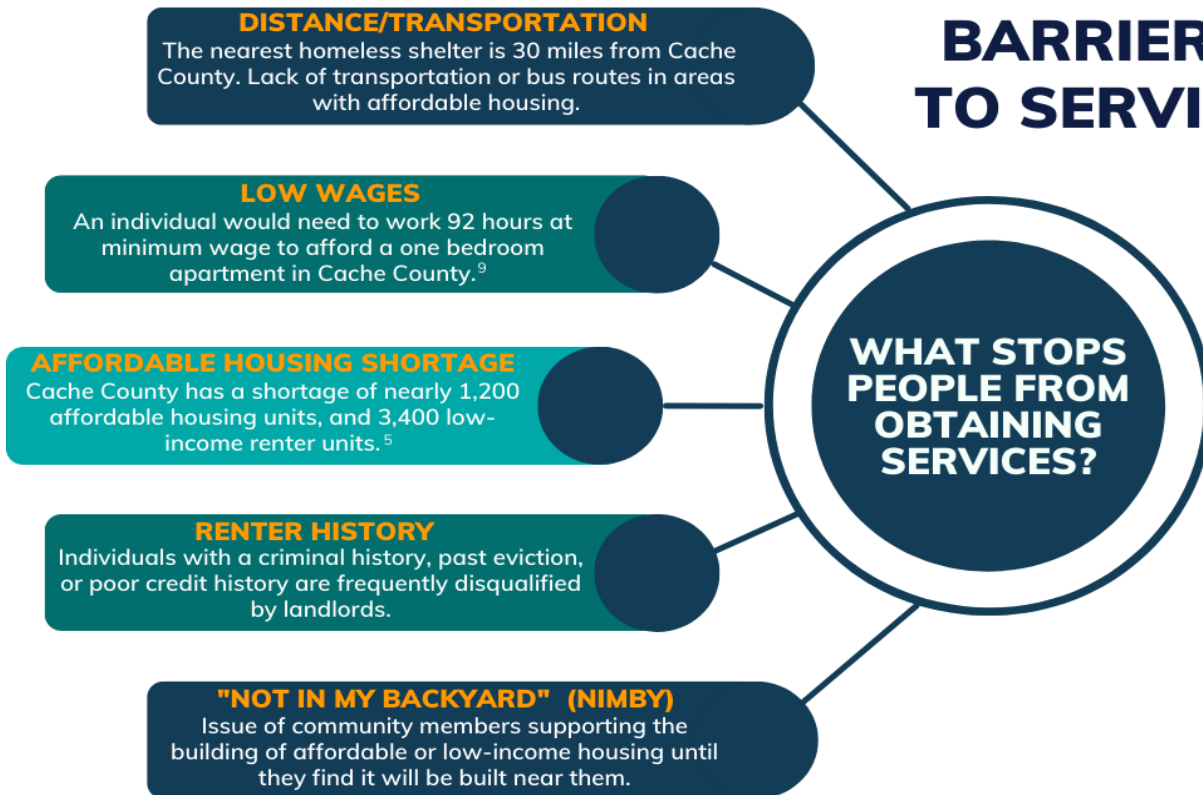 BARRIER
TO SERVI
DISTANCE/TRANSPORTATION
The nearest homeless shelter is 30 miles from Cache
County. Lack of transportation or bus routes in areas
with affordable housing.
LOW WAGES
An individual would need to work 92 hours at
minimum wage to afford a one bedroom
apartment in Cache County.⁹
AFFORDABLE HOUSING SHORTAGE
Cache County has a shortage of nearly 1,200
affordable housing units, and 3,400 low-
income renter units.⁵
RENTER HISTORY
Individuals with a criminal history, past eviction,
or poor credit history are frequently disqualified
by landlords.
"NOT IN MY BACKYARD" (NIMBY)
Issue of community members supporting the
building of affordable or low-income housing until
they find it will be built near them.
WHAT STOPS
PEOPLE FROM
OBTAINING
SERVICES?